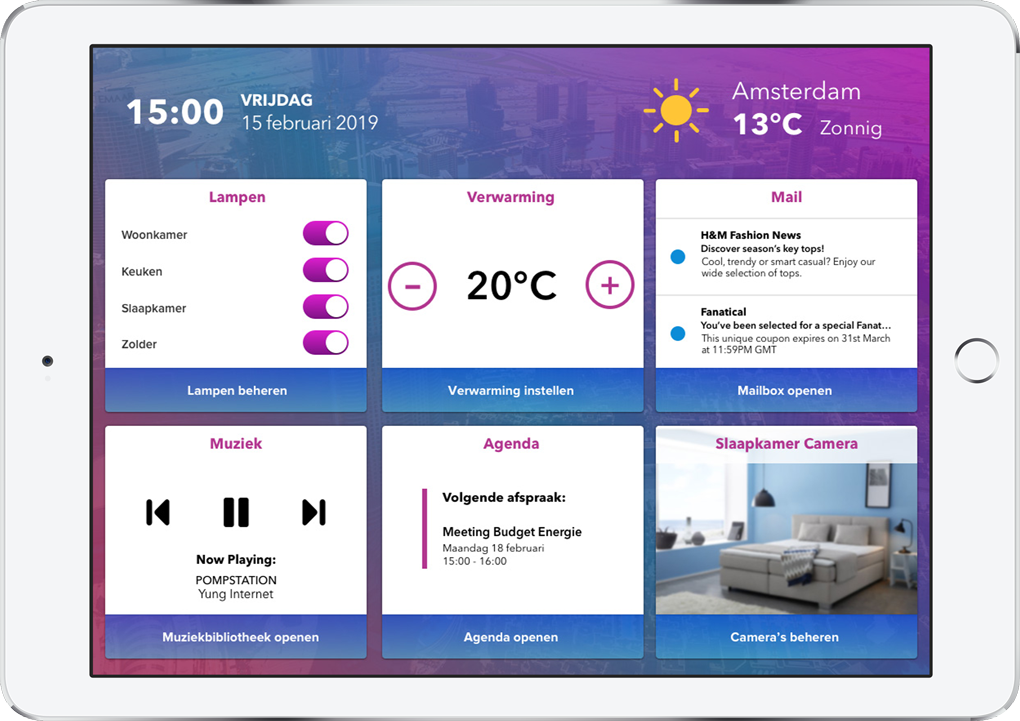 15:00
VRIJDAG
15 februari 2019
Amsterdam
13°C Zonnig
Lampen
Woonkamer
Keuken
Slaapkamer
Zolder
Lampen beheren
Verwarming
20°C
Verwarming instellen
Mail
H&M Fashion News
Discover season's key tops!
Cool, trendy or smart casual? Enjoy our
wide selection of tops.
Fanatical
You've been selected for a special Fanat...
This unique coupon expires on 31st March
at 11:59PM GMT
Mailbox openen
Muziek
Now Playing:
POMPSTATION
Yung Internet
Muziekbibliotheek openen
Agenda
Volgende afspraak:
Meeting Budget Energie
Maandag 18 februari
15:00 - 16:00
Agenda openen
Slaapkamer Camera
Camera's beheren